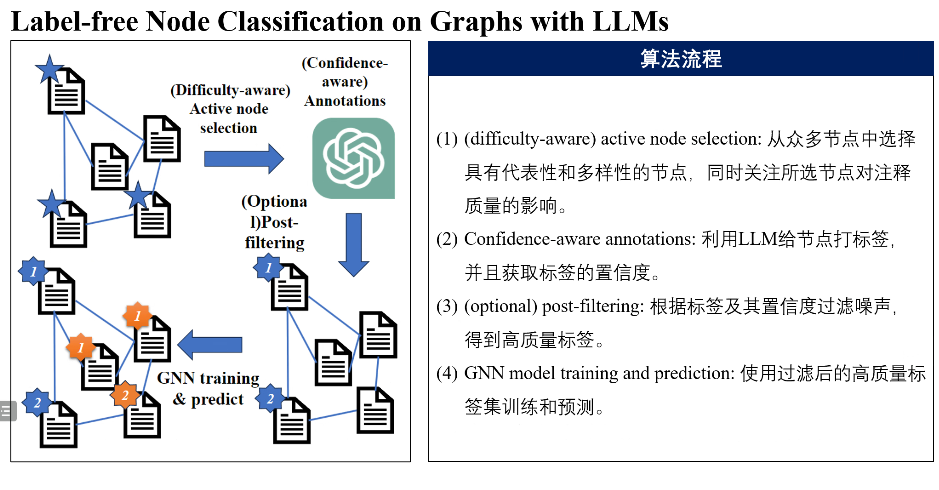 Label-free Node Classification on Graphs with LLMs
(Difficulty-aware)
Active node
selection
(Confidence-
aware)
Annotations
(Optiona
l)Post-
filtering
1
2
GNN training
& predict
1
1
1
2
2
算法流程
(1) (difficulty-aware) active node selection: 从众多节点中选择
具有代表性和多样性的节点，同时关注所选节点对注释
质量的影响。
(2) Confidence-aware annotations: 利用LLM给节点打标签，
并且获取标签的置信度。
(3) (optional) post-filtering: 根据标签及其置信度过滤噪声，
得到高质量标签。
(4) GNN model training and prediction: 使用过滤后的高质量标
签集训练和预测。